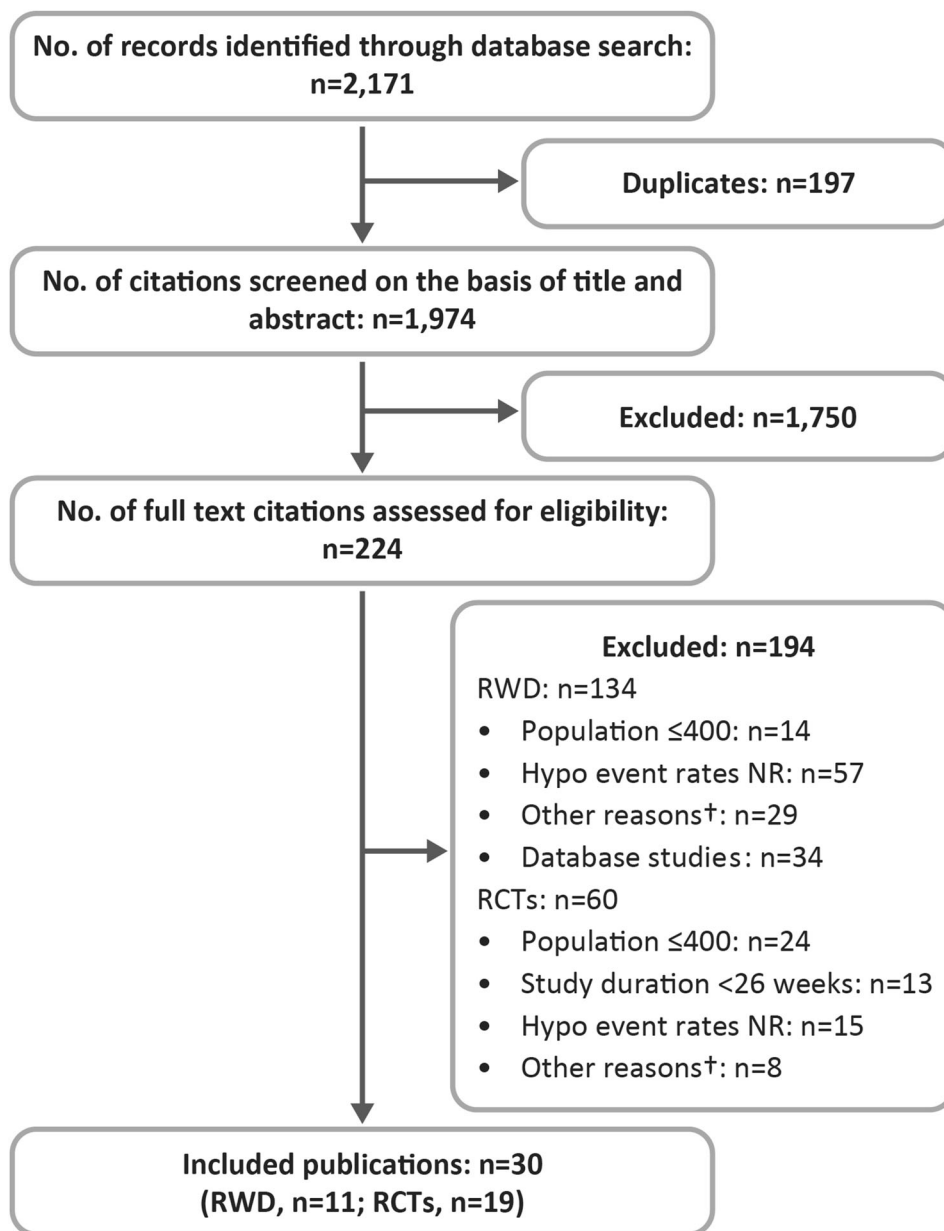 No. of records identified through database search:
n=2,171
Duplicates: n=197
No. of citations screened on the basis of title and
abstract: n=1,974
Excluded: n=1,750
No. of full text citations assessed for eligibility:
n=224
Excluded: n=194
RWD: n=134
• Population ≤400: n=14
• Hypo event rates NR: n=57
• Other reasons†: n=29
• Database studies: n=34
RCTs: n=60
• Population ≤400: n=24
• Study duration <26 weeks: n=13
• Hypo event rates NR: n=15
• Other reasons†: n=8
Included publications: n=30
(RWD, n=11; RCTs, n=19)